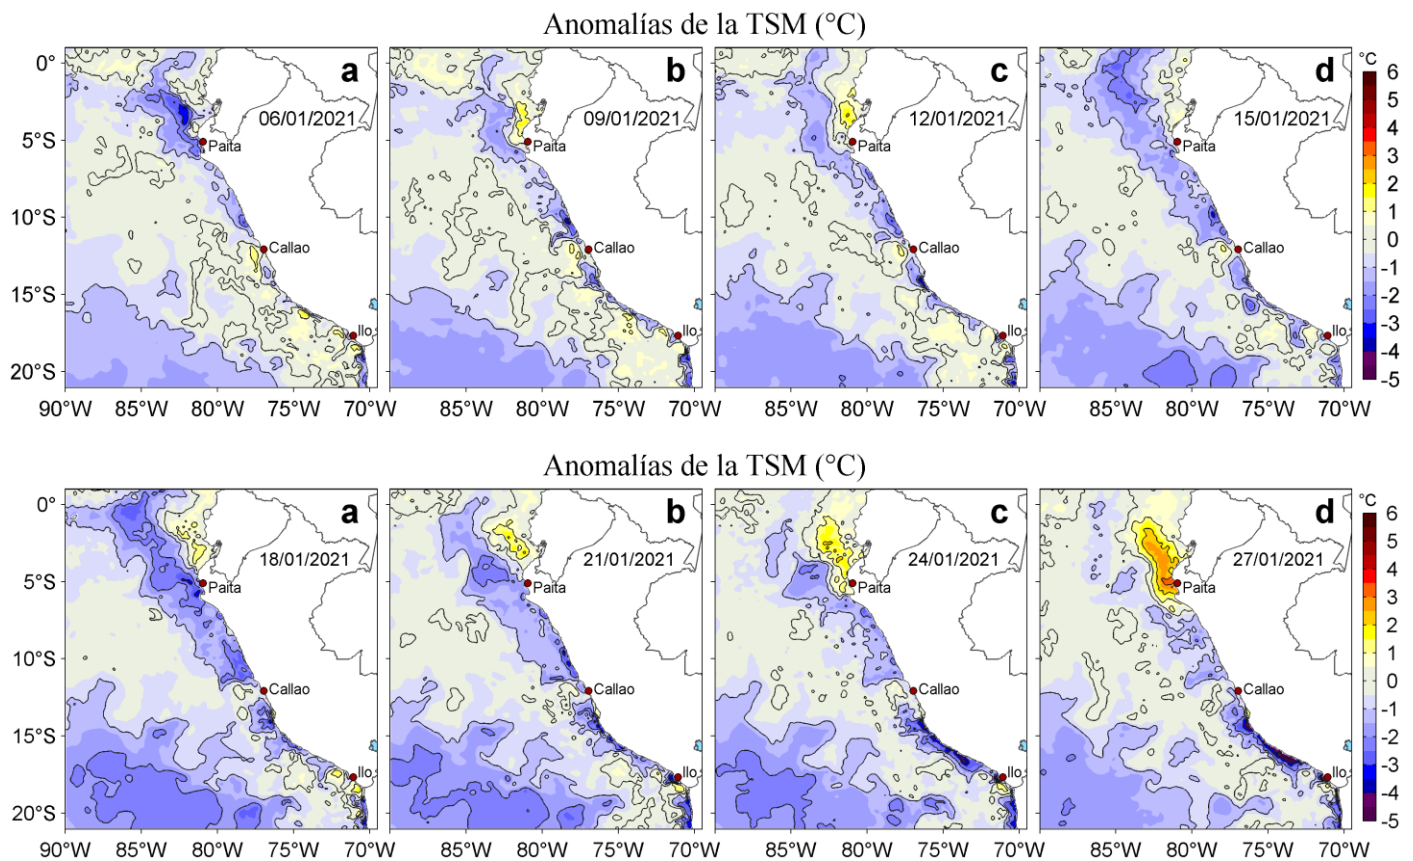 Anomalías de la TSM (°C)
a
b
c
d
°C
0°
5°S
10°S
15°S
20°S
06/01/2021
09/01/2021
12/01/2021
15/01/2021
Paita
Paita
Paita
Paita
Callao
Callao
Callao
Callao
Ilo
Ilo
Ilo
Ilo
6
6
5
4
3
2
1
0
-1
-2
-3
-4
-5
90°W
85°W
80°W
75°W
70°W
85°W
80°W
75°W
70°W
85°W
80°W
75°W
70°W
85°W
80°W
75°W
70°W
Anomalías de la TSM (°C)
a
b
c
d
°C
0°
5°S
10°S
15°S
20°S
18/01/2021
21/01/2021
24/01/2021
27/01/2021
Paita
Paita
Paita
Paita
Callao
Callao
Callao
Callao
Ilo
Ilo
Ilo
Ilo
6
5
4
3
2
1
0
-1
-2
-3
-4
-5
90°W
85°W
80°W
75°W
70°W
85°W
80°W
75°W
70°W
85°W
80°W
75°W
70°W
85°W
80°W
75°W
70°W